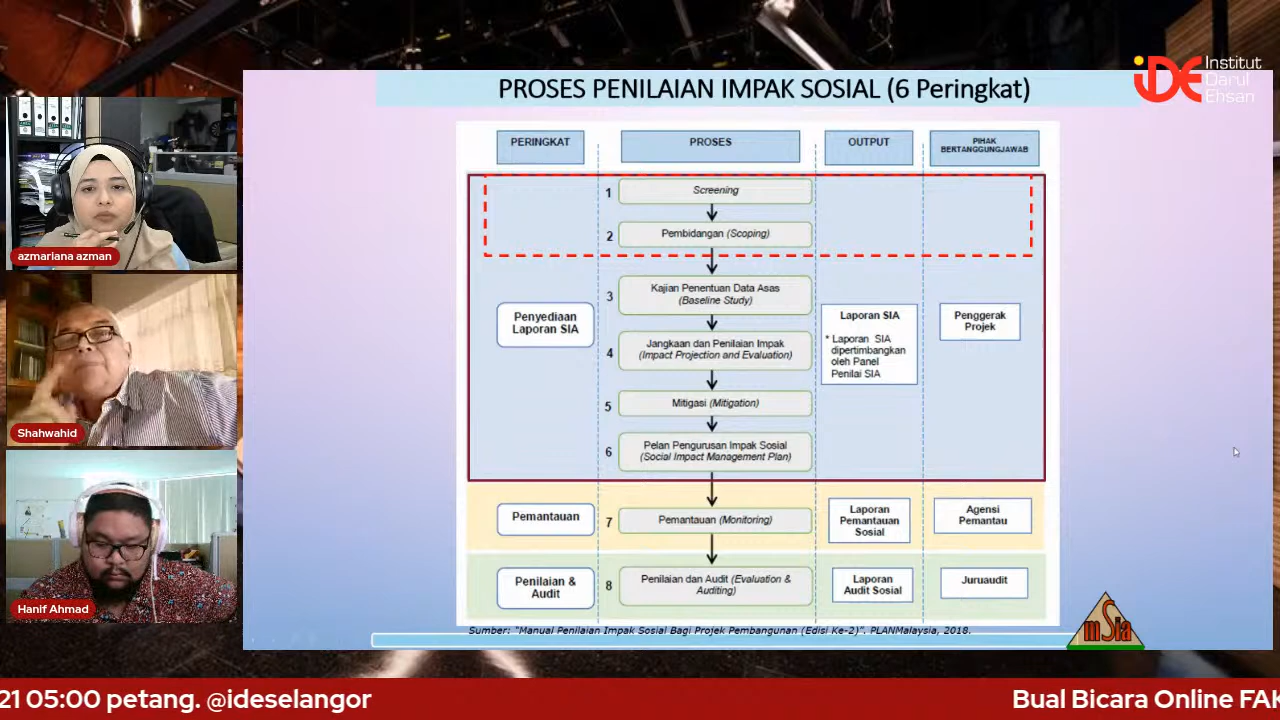 PROSES PENILAIAN IMPAK SOSIAL (6 Peringkat)
iDE Institut
Darul
Ehsan
PERINGKAT
PROSES
OUTPUT
PIHAK
BERTANGGUNGJAWAB
1
Screening
2
Pembidangan (Scoping)
3
Kajian Penentuan Data Asas
(Baseline Study)
4
Jangkaan dan Penilaian Impak
(Impact Projection and Evaluation)
5
Mitigasi (Mitigation)
6
Pelan Pengurusan Impak Sosial
(Social Impact Management Plan)
Penyediaan
Laporan SIA
Laporan SIA
* Laporan SIA
dipertimbangkan
oleh Panel
Penilai SIA
Penggerak
Projek
Pemantauan
7
Pemantauan (Monitoring)
Laporan
Pemantauan
Sosial
Agensi
Pemantau
Penilaian &
Audit
8
Penilaian dan Audit (Evaluation &
Auditing)
Laporan
Audit Sosial
Juruaudit
Sumber: "Manual Penilaian Impak Sosial Bagi Projek Pembangunan (Edisi Ke-2)". PLANMalaysia, 2018.
mSia
azmariana azman
Shahwahid
Hanif Ahmad
21 05:00 petang. @ideselangor
Bual Bicara Online FAK